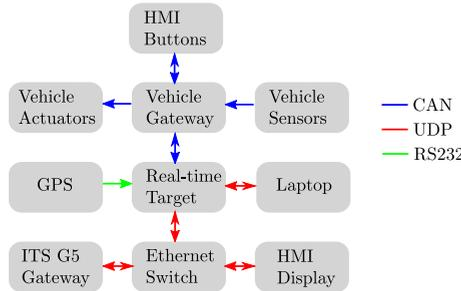 HMI
Buttons
Vehicle
Actuators
Vehicle
Gateway
Vehicle
Sensors
CAN
UDP
RS232
GPS
Real-time
Target
Laptop
ITS G5
Gateway
Ethernet
Switch
HMI
Display